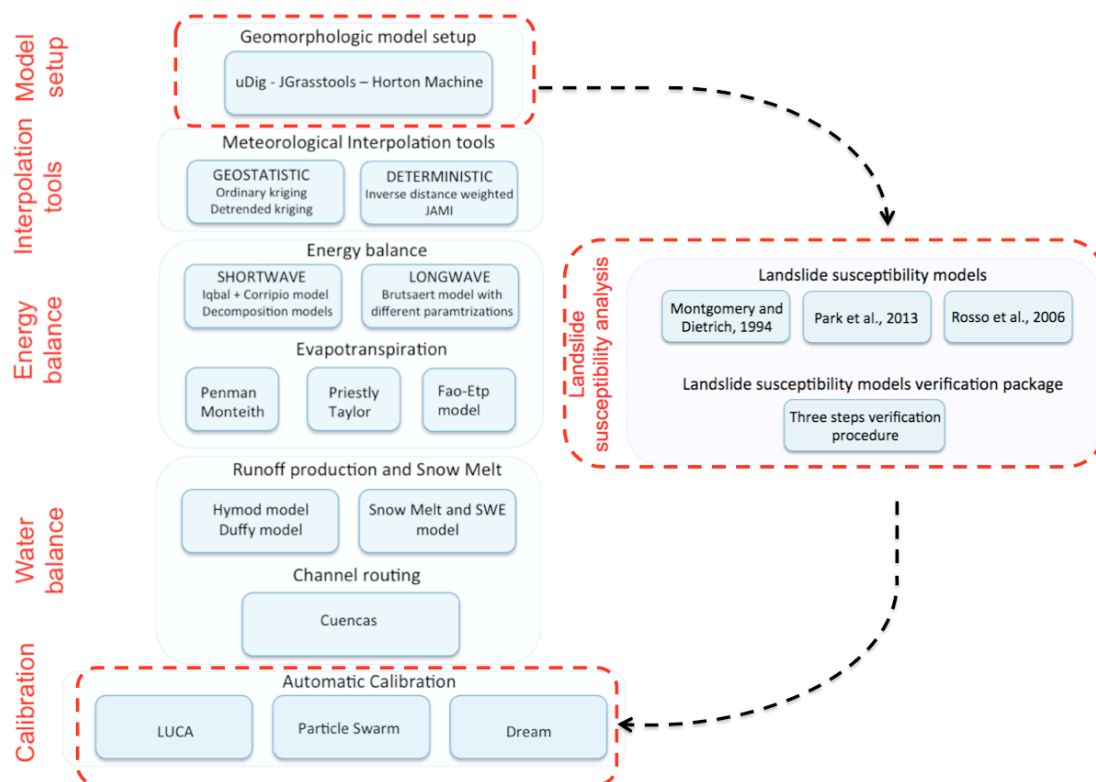 Model
setup
Geomorphologic model setup
uDig - JGrasstools – Horton Machine
Interpolation
tools
Meteorological Interpolation tools
GEOSTATISTIC
Ordinary kriging
Detrended kriging
DETERMINISTIC
Inverse distance weighted
JAMI
Energy
balance
Energy balance
SHORTWAVE
Iqbal + Corripio model
Decomposition models
LONGWAVE
Brutsaert model with
different paramtrizations
Evapotranspiration
Penman
Monteith
Priestly
Taylor
Fao-Etp
model
Water
balance
Runoff production and Snow Melt
Hymod model
Duffy model
Snow Melt and SWE
model
Channel routing
Cuencas
Calibration
Automatic Calibration
LUCA
Particle Swarm
Dream
Landslide
susceptibility analysis
Landslide susceptibility models
Montgomery and
Dietrich, 1994
Park et al., 2013
Rosso et al., 2006
Landslide susceptibility models verification package
Three steps verification
procedure